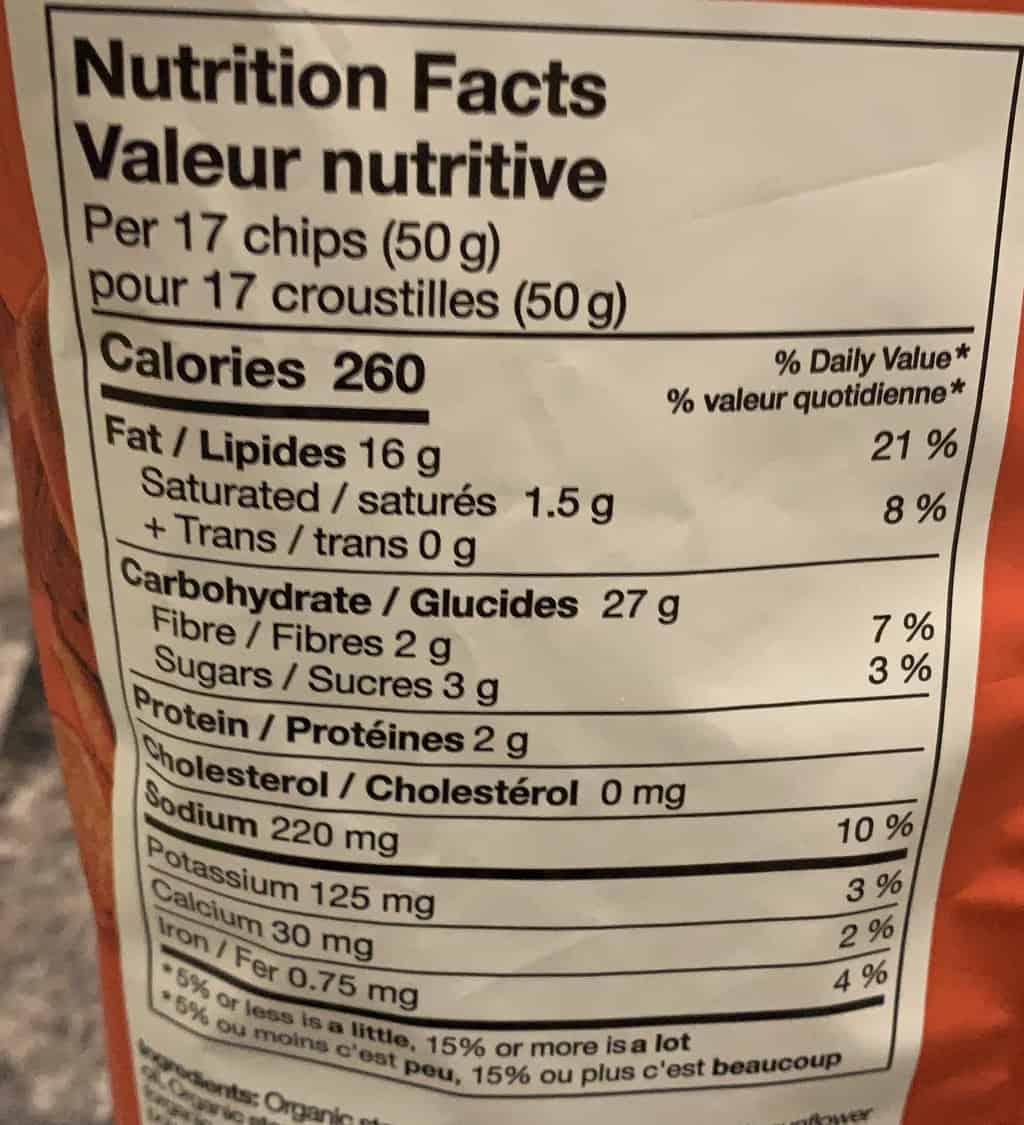 Nutrition Facts
Valeur nutritive
Per 17 chips (50 g)
pour 17 croustilles (50 g)
Calories 260
% Daily Value*
% valeur quotidienne*
Fat / Lipides 16 g 21 %
Saturated / saturés 1.5 g 8 %
+ Trans / trans 0 g
Carbohydrate / Glucides 27 g
Fibre / Fibres 2 g 7 %
Sugars / Sucres 3 g 3 %
Protein / Protéines 2 g
Cholesterol / Cholestérol 0 mg
Sodium 220 mg 10 %
Potassium 125 mg 3 %
Calcium 30 mg 2 %
Iron / Fer 0.75 mg 4 %
*5% or less is a little, 15% or more is a lot
*5% ou moins c'est peu, 15% ou plus c'est beaucoup
Ingredients: Organic
Organic